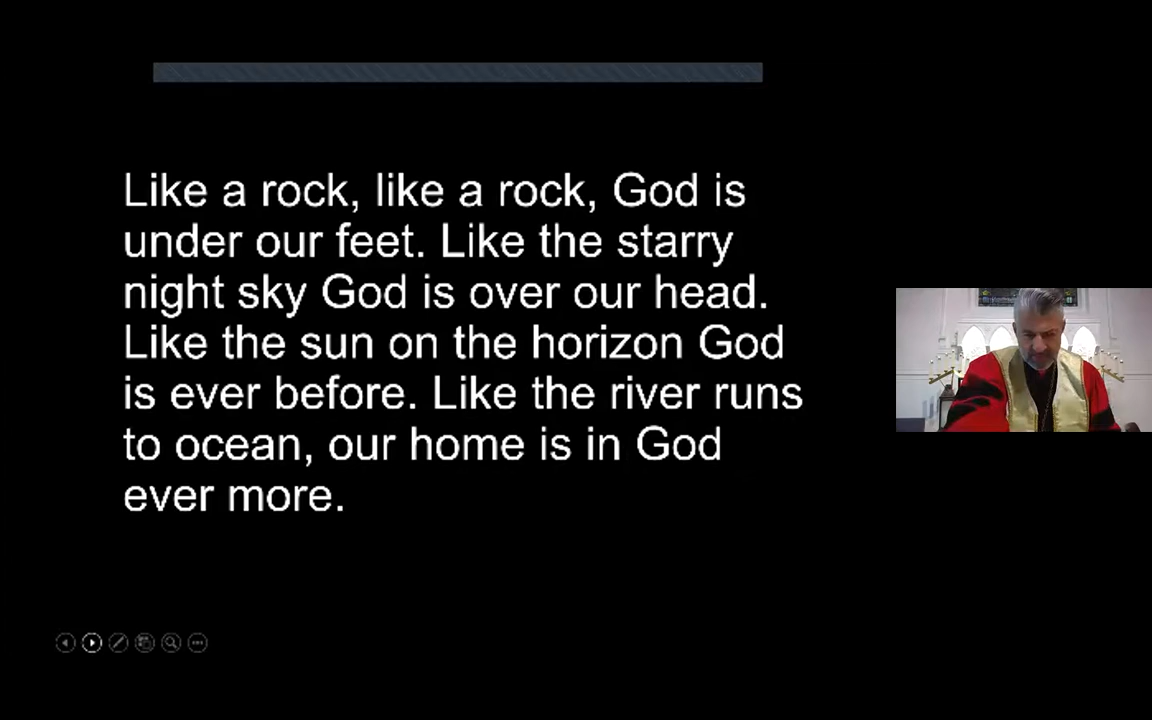 Like a rock, like a rock, God is
under our feet. Like the starry
night sky God is over our head.
Like the sun on the horizon God
is ever before. Like the river runs
to ocean, our home is in God
ever more.